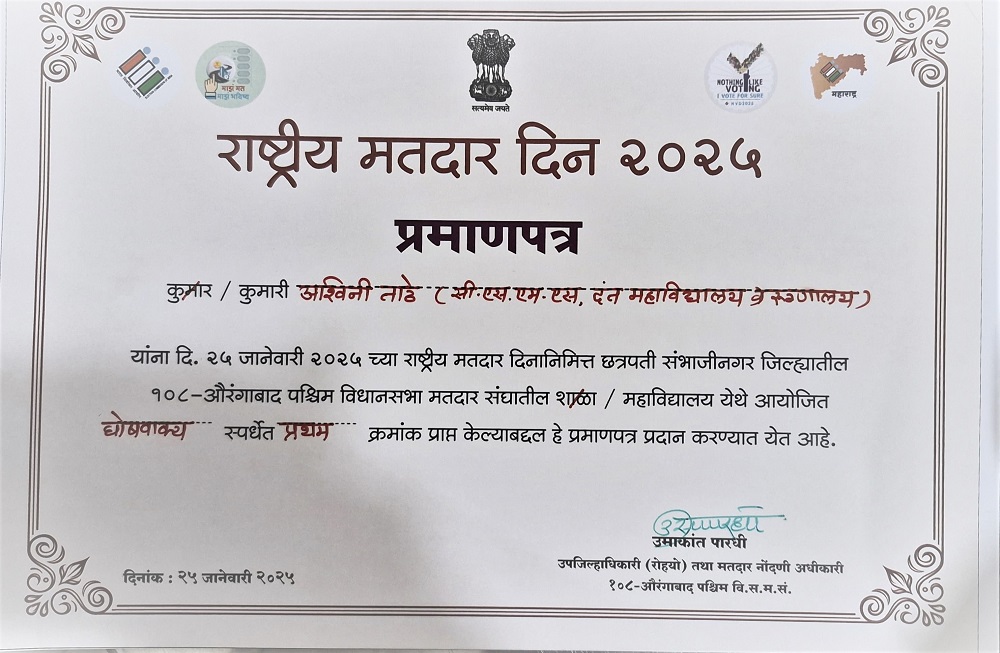 माझं मत
माझं भविष्य
सत्यमेव जयते
NOTHING LIKE
VOTING
I VOTE FOR SURE
महाराष्ट्र
राष्ट्रीय मतदार दिन २०२५
प्रमाणपत्र
कुमार / कुमारी अश्विनी ताठे (सी.एस.एम.एस. दंत महाविद्यालय व रुग्णालय)
यांना दि. २५ जानेवारी २०२५ च्या राष्ट्रीय मतदार दिनानिमित्त छत्रपती संभाजीनगर जिल्ह्यातील
१०८-औरंगाबाद पश्चिम विधानसभा मतदार संघातील शाळा / महाविद्यालय येथे आयोजित
घोषवाक्य स्पर्धेत प्रथम क्रमांक प्राप्त केल्याबद्दल हे प्रमाणपत्र प्रदान करण्यात येत आहे.
उमाकांत पारधी
उपजिल्हाधिकारी (रोहयो) तथा मतदार नोंदणी अधीकारी
१०८-औरंगाबाद पश्चिम वि.स.म.सं.
दिनांक : २५ जानेवारी २०२५